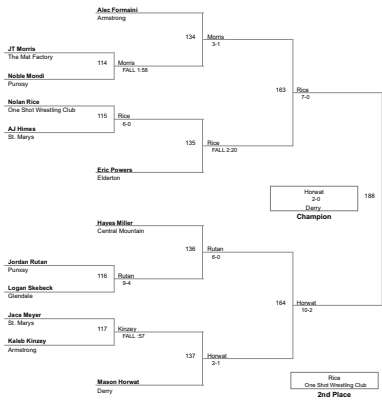 Alec Formaini
Armstrong
134
Morris
3-1
JT Morris
The Mat Factory
114
Morris
FALL 1:58
Noble Mondi
Punxsy
163
Rice
7-0
Nolan Rice
One Shot Wrestling Club
115
Rice
6-0
AJ Himes
St. Marys
135
Rice
FALL 2:20
Eric Powers
Elderton
Horwat
2-0
Derry
Champion
188
Hayes Miller
Central Mountain
136
Rutan
6-0
Jordan Rutan
Punxsy
116
Rutan
9-4
Logan Skebeck
Glendale
164
Horwat
10-2
Jace Meyer
St. Marys
117
Kinzey
FALL :57
Kaleb Kinzey
Armstrong
137
Horwat
2-1
Mason Horwat
Derry
Rice
One Shot Wrestling Club
2nd Place